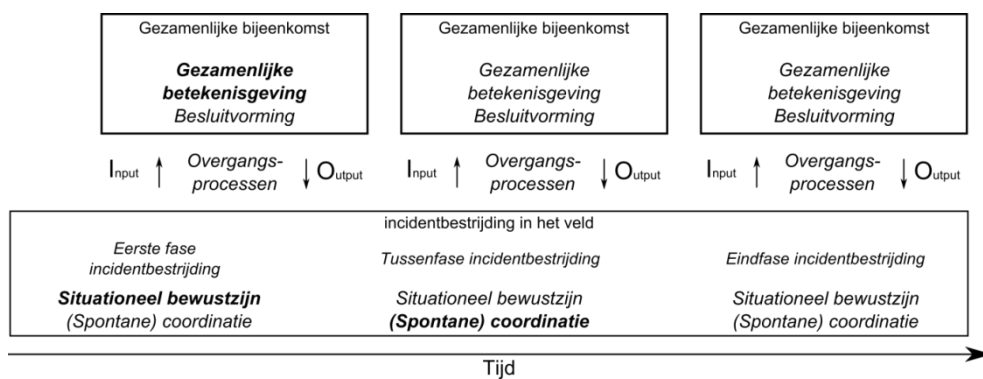 Gezamenlijke bijeenkomst
Gezamenlijke
betekenisgeving
Besluitvorming
Gezamenlijke bijeenkomst
Gezamenlijke
betekenisgeving
Besluitvorming
Gezamenlijke bijeenkomst
Gezamenlijke
betekenisgeving
Besluitvorming
Input
Overgangs-
processen
Output
Input
Overgangs-
processen
Output
Input
Overgangs-
processen
Output
incidentbestrijding in het veld
Eerste fase
incidentbestrijding
Situationeel bewustzijn
(Spontane) coordinatie
Tussenfase incidentbestrijding
Situationeel bewustzijn
(Spontane) coordinatie
Eindfase incidentbestrijding
Situationeel bewustzijn
(Spontane) coordinatie
Tijd